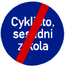 Cyklisto,
sesedni
z kola